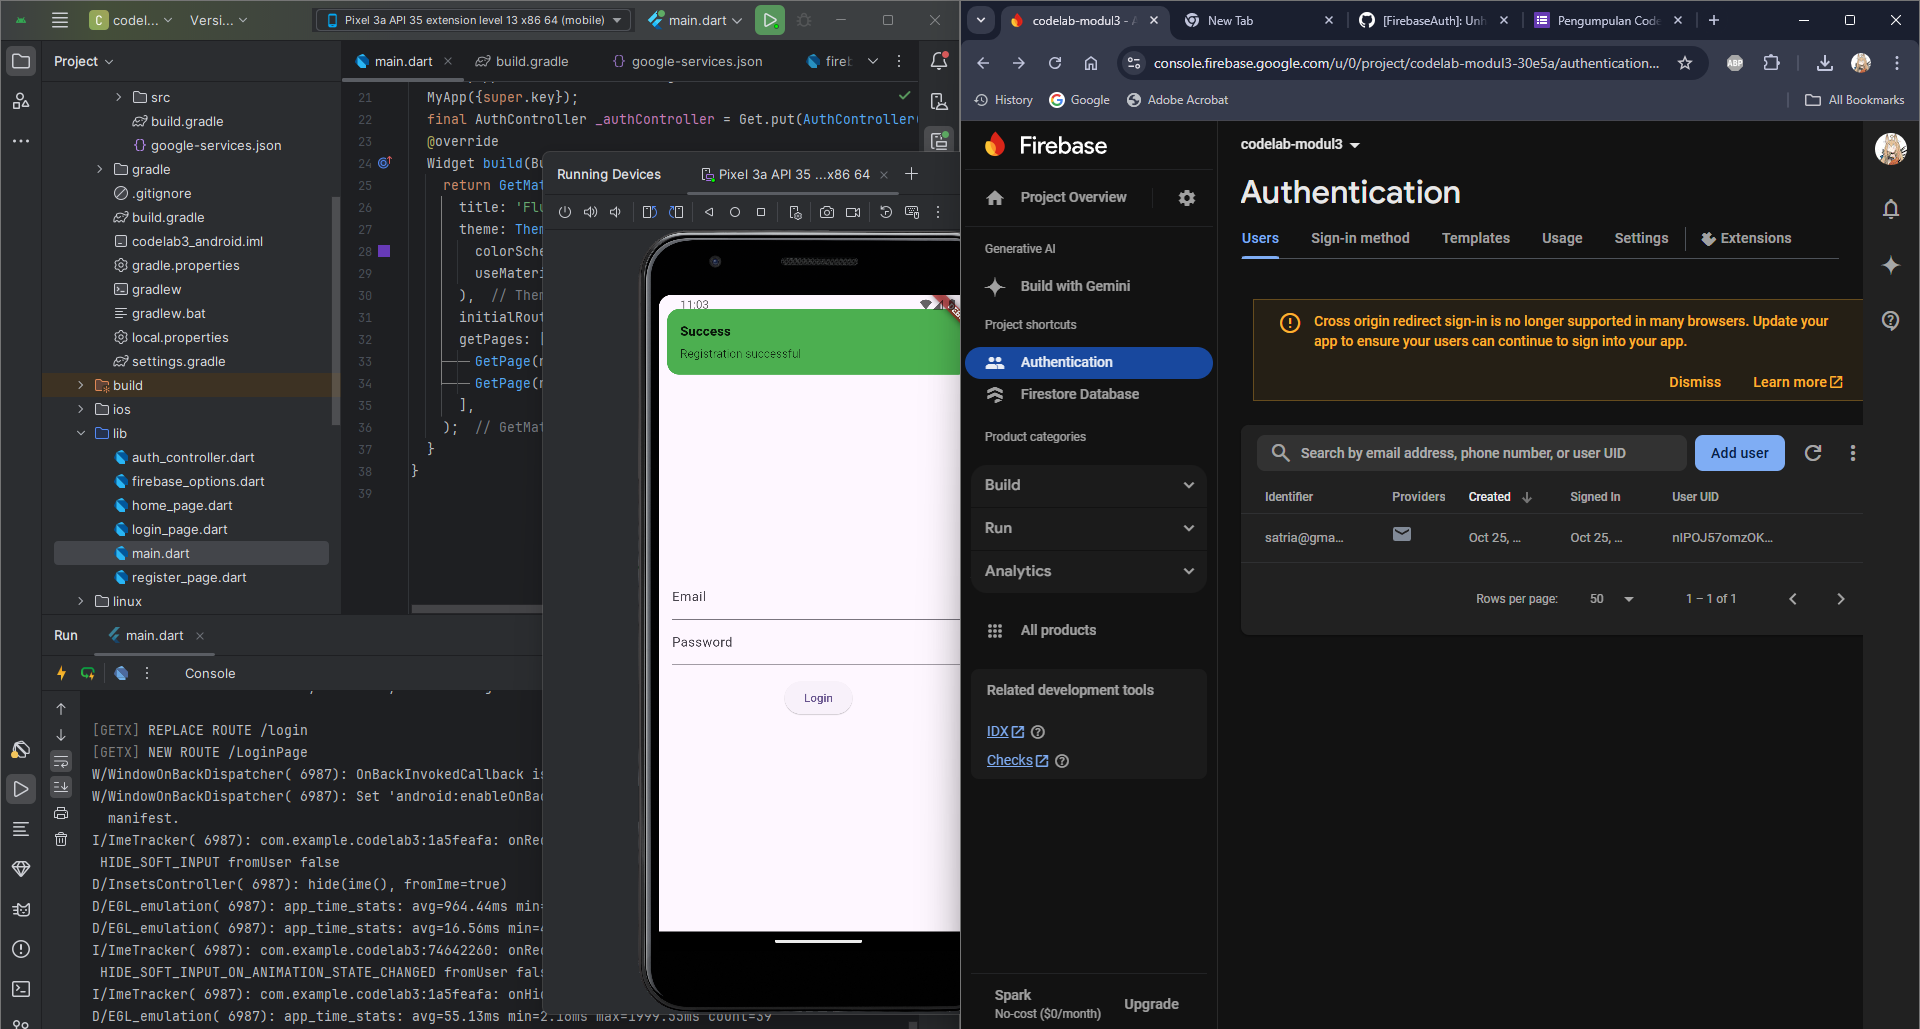 codel...
Versi...
Pixel 3a API 35 extension level 13 x86 64 (mobile)
main.dart
Project
main.dart
build.gradle
google-services.json
fire
src
build.gradle
google-services.json
gradle
.gitignore
build.gradle
codelab3_android.iml
gradle.properties
gradlew
gradlew.bat
local.properties
settings.gradle
build
ios
lib
auth_controller.dart
firebase_options.dart
home_page.dart
login_page.dart
main.dart
register_page.dart
linux
21 MyApp({super.key});
22 final AuthController _authController = Get.put(AuthController(
23 @override
24 Widget build(Bu
25 return GetMat
26 title: 'Flu
27 theme: Them
28 colorSche
29 useMateri
30 ), // Them
31 initialRout
32 getPages: [
33 GetPage(n
34 GetPage(n
35 ],
36 ); // GetMat
37 }
38 }
39
Running Devices
Pixel 3a API 35 ...x86 64
11:03
Success
Registration successful
Email
Password
Login
Run
main.dart
Console
[GETX] REPLACE ROUTE /login
[GETX] NEW ROUTE /LoginPage
W/WindowOnBackDispatcher( 6987): OnBackInvokedCallback is
W/WindowOnBackDispatcher( 6987): Set 'android:enableOnBac
manifest.
I/ImeTracker( 6987): com.example.codelab3:1a5feafa: onReq
HIDE_SOFT_INPUT fromUser false
D/InsetsController( 6987): hide(ime(), fromIme=true)
D/EGL_emulation( 6987): app_time_stats: avg=964.44ms min=
D/EGL_emulation( 6987): app_time_stats: avg=16.56ms min=
I/ImeTracker( 6987): com.example.codelab3:74642260: onReq
HIDE_SOFT_INPUT_ON_ANIMATION_STATE_CHANGED fromUser fals
I/ImeTracker( 6987): com.example.codelab3:1a5feafa: onHid
D/EGL_emulation( 6987): app_time_stats: avg=55.13ms min=2.16ms max=1999.55ms count=39
codelab-modul3 - A
New Tab
[FirebaseAuth]: Unh
Pengumpulan Code
console.firebase.google.com/u/0/project/codelab-modul3-30e5a/authentication...
ABP
History
Google
Adobe Acrobat
All Bookmarks
Firebase
Project Overview
Generative AI
Build with Gemini
Project shortcuts
Authentication
Firestore Database
Product categories
Build
Run
Analytics
All products
Related development tools
IDX
Checks
Spark
No-cost ($0/month)
Upgrade
codelab-modul3
Authentication
Users
Sign-in method
Templates
Usage
Settings
Extensions
Cross origin redirect sign-in is no longer supported in many browsers. Update your
app to ensure your users can continue to sign into your app.
Dismiss
Learn more
Search by email address, phone number, or user UID
Add user
Identifier
Providers
Created
Signed In
User UID
satria@gma...
Oct 25, ...
Oct 25, ...
nIPOJ57omzOK...
Rows per page:
50
1 – 1 of 1